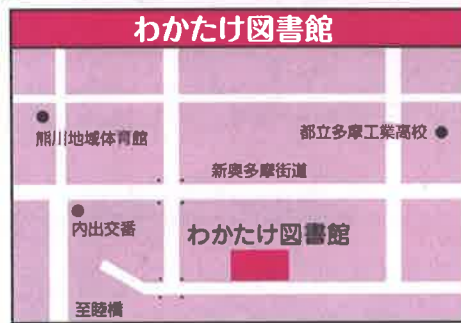 わかたけ図書館
熊川地域体育館
都立多摩工業高校
新奥多摩街道
内出交番
わかたけ図書館
至睦橋